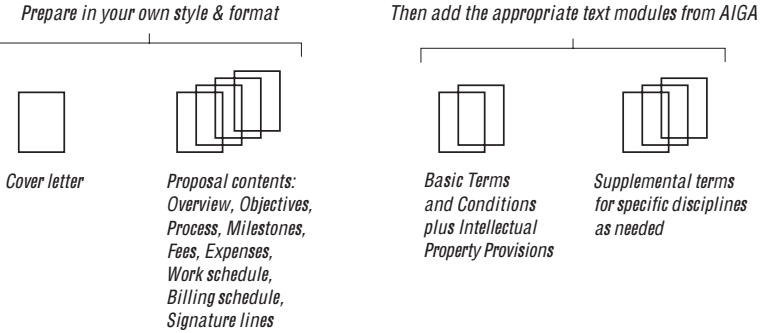 Prepare in your own style & format
Then add the appropriate text modules from AIGA
Cover letter
Proposal contents:
Overview, Objectives,
Process, Milestones,
Fees, Expenses,
Work schedule,
Billing schedule,
Signature lines
Basic Terms
and Conditions
plus Intellectual
Property Provisions
Supplemental terms
for specific disciplines
as needed